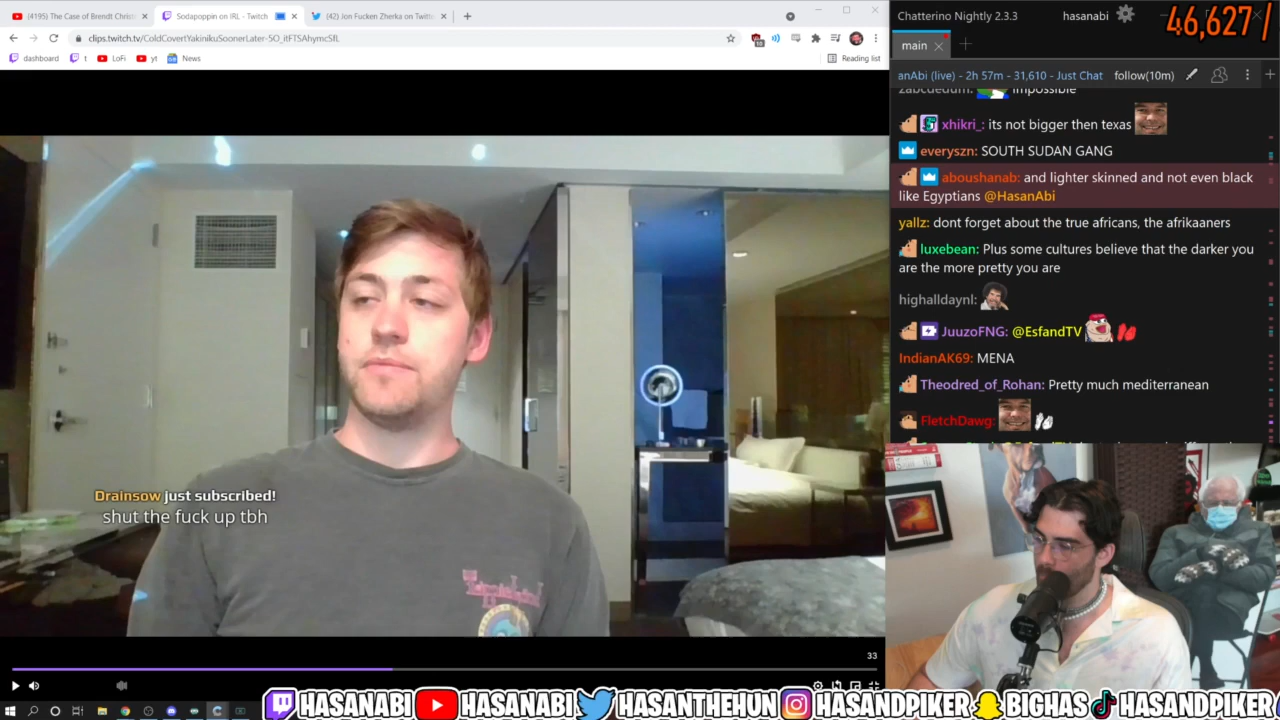 (4195) The Case of Brendt Christ
Sodapoppin on IRL - Twitch
(42) Jon Fucken Zherka on Twitte
clips.twitch.tv/ColdCovertYakinikuSoonerLater-5O_itFTSAhymcSfL
dashboard
t
LoFi
yt
News
Reading list
Drainsow just subscribed!
shut the fuck up tbh
33
Chatterino Nightly 2.3.3
hasanabi
46,627 /
main
anAbi (live) - 2h 57m - 31,610 - Just Chat
follow(10m)
zabcdedum: impossible
xhikri_: its not bigger then texas
everyszn: SOUTH SUDAN GANG
aboushanab: and lighter skinned and not even black
like Egyptians @HasanAbi
yallz: dont forget about the true africans, the afrikaaners
luxebean: Plus some cultures believe that the darker you
are the more pretty you are
highalldaynl:
JuuzoFNG: @EsfandTV
IndianAK69: MENA
Theodred_of_Rohan: Pretty much mediterranean
FletchDawg:
HASANABI HASANABI HASANTHEHUN HASANDPIKER BIGHAS HASANDPIKER